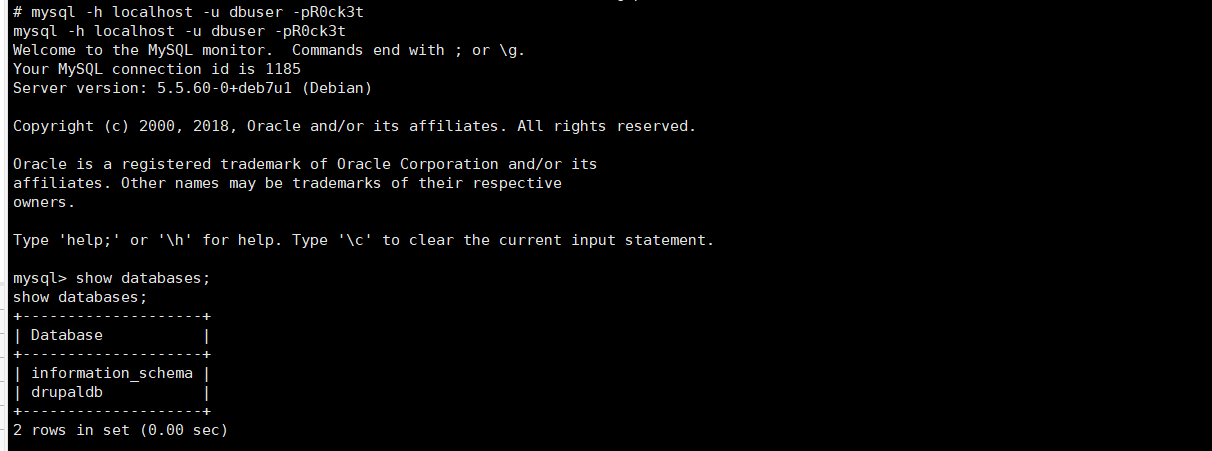 # mysql -h localhost -u dbuser -pR0ck3t
mysql -h localhost -u dbuser -pR0ck3t
Welcome to the MySQL monitor.  Commands end with ; or \g.
Your MySQL connection id is 1185
Server version: 5.5.60-0+deb7u1 (Debian)
Copyright (c) 2000, 2018, Oracle and/or its affiliates. All rights reserved.
Oracle is a registered trademark of Oracle Corporation and/or its
affiliates. Other names may be trademarks of their respective
owners.
Type 'help;' or '\h' for help. Type '\c' to clear the current input statement.
mysql> show databases;
show databases;
+--------------------+
| Database           |
+--------------------+
| information_schema |
| drupaldb           |
+--------------------+
2 rows in set (0.00 sec)